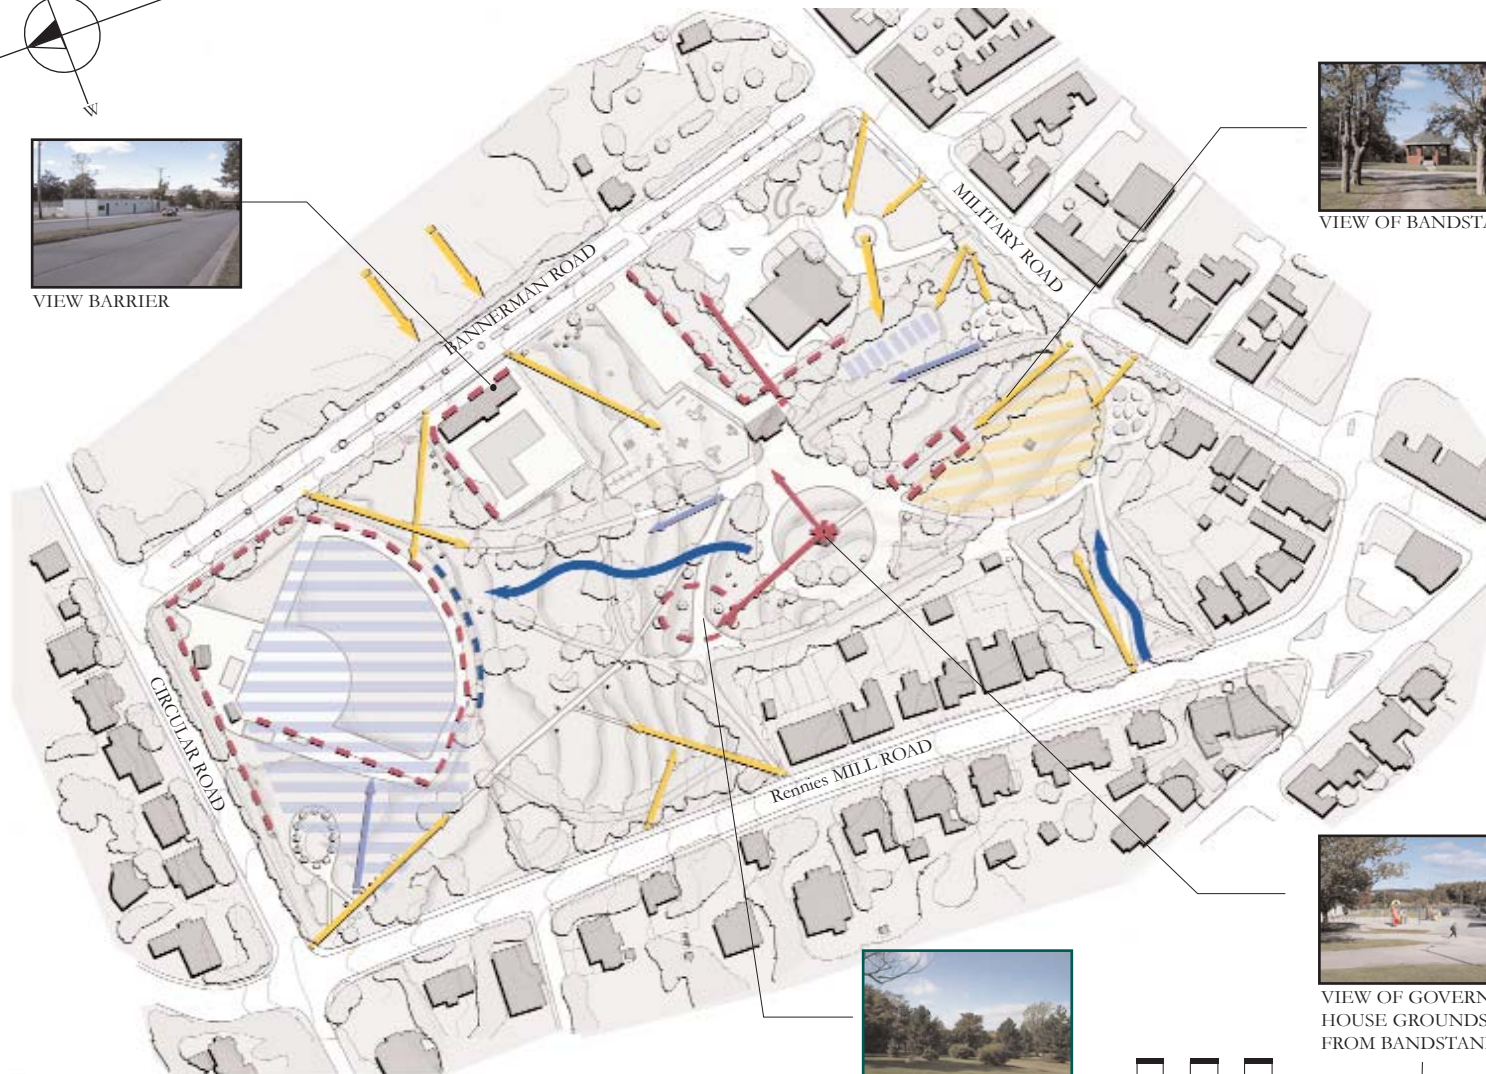 W
VIEW BARRIER
BANNERMAN ROAD
MILITARY ROAD
VIEW OF BANDSTA
CIRCULAR ROAD
Rennies MILL ROAD
VIEW OF GOVERN
HOUSE GROUNDS
FROM BANDSTAN